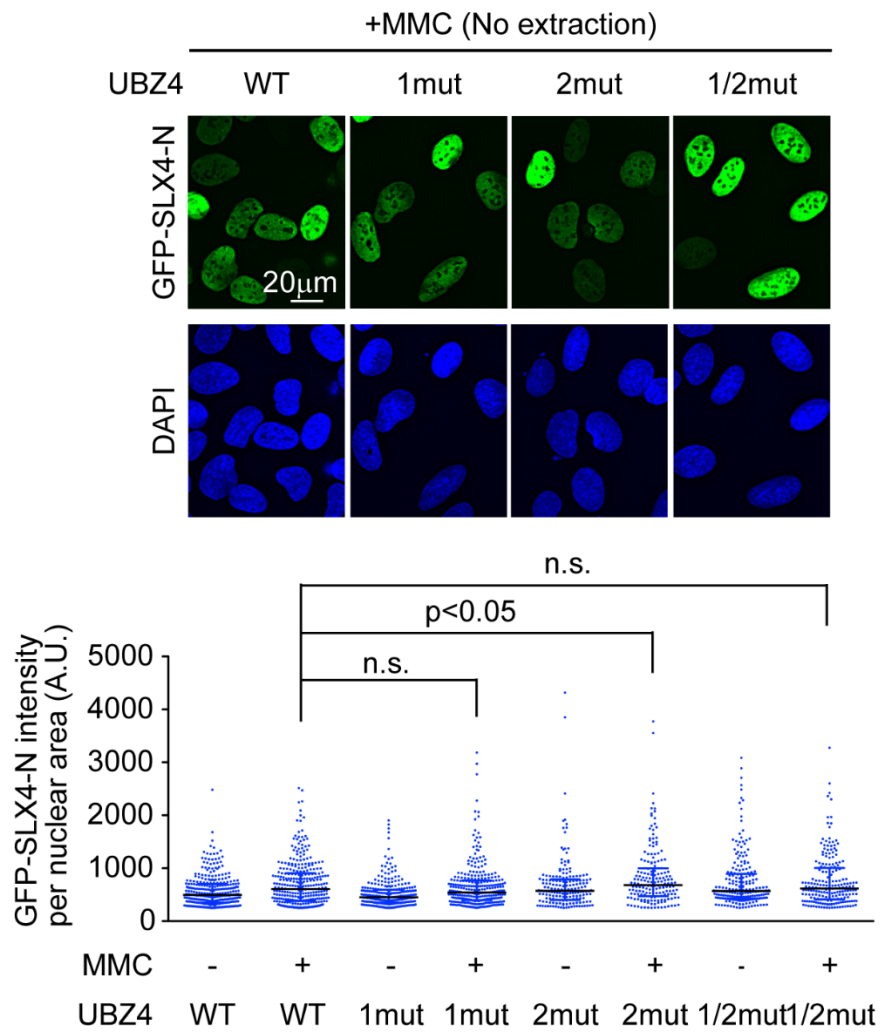 +MMC (No extraction)
UBZ4 WT 1mut 2mut 1/2mut
GFP-SLX4-N
20μm
DAPI
n.s.
p<0.05
n.s.
GFP-SLX4-N intensity
per nuclear area (A.U.)
5000
4000
3000
2000
1000
0
MMC - + - + - + - +
UBZ4 WT WT 1mut 1mut 2mut 2mut 1/2mut 1/2mut